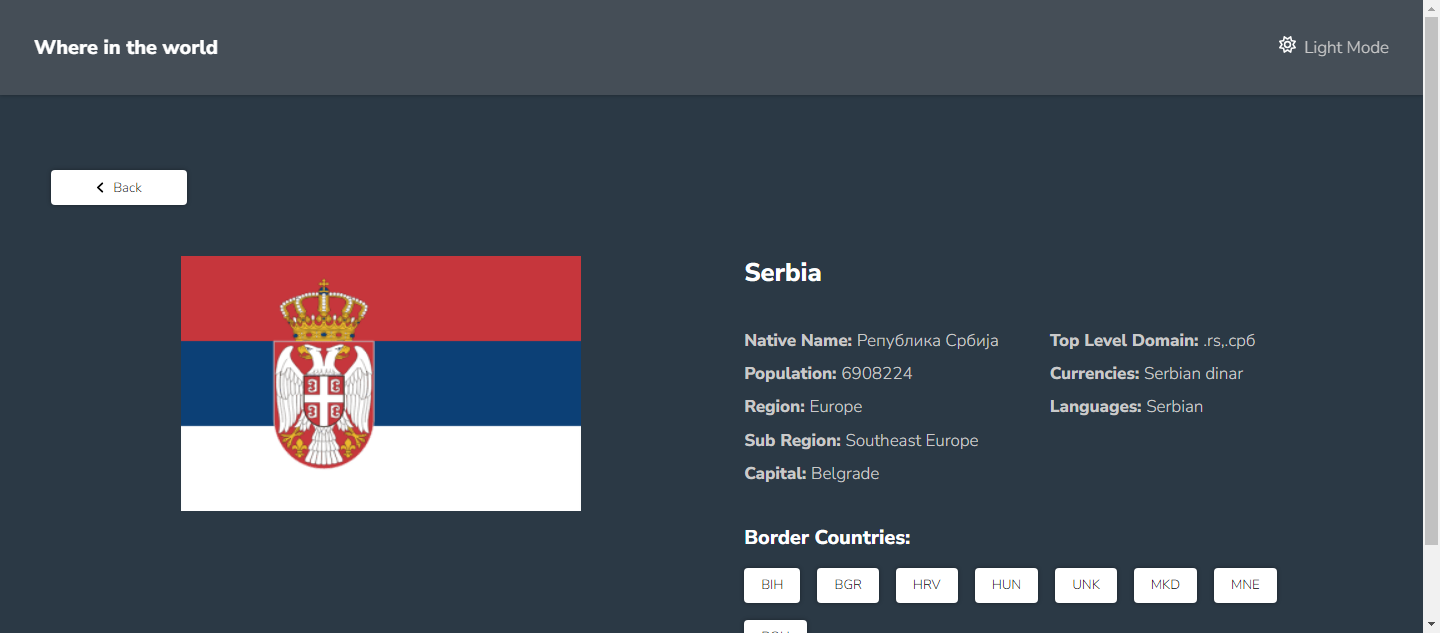 Where in the world
Light Mode
Back
Serbia
Native Name: Република Србија
Top Level Domain: .rs,.срб
Population: 6908224
Currencies: Serbian dinar
Region: Europe
Languages: Serbian
Sub Region: Southeast Europe
Capital: Belgrade
Border Countries:
BIH BGR HRV HUN UNK MKD MNE